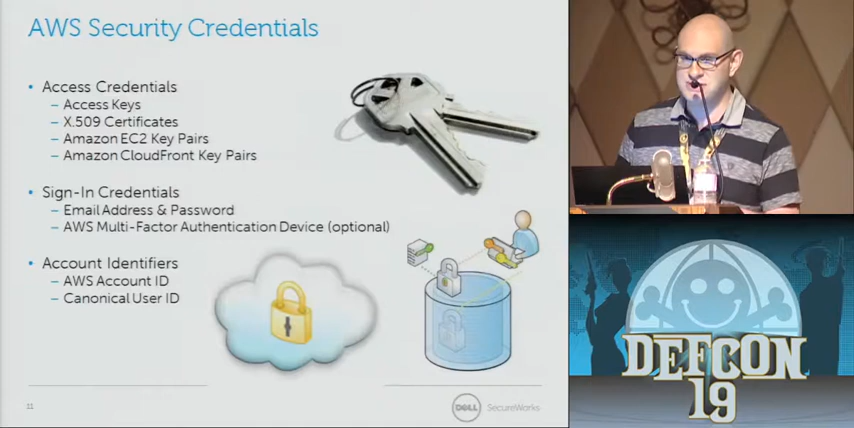 AWS Security Credentials
• Access Credentials
– Access Keys
– X.509 Certificates
– Amazon EC2 Key Pairs
– Amazon CloudFront Key Pairs
• Sign-In Credentials
– Email Address & Password
– AWS Multi-Factor Authentication Device (optional)
• Account Identifiers
– AWS Account ID
– Canonical User ID
11
DELL SecureWorks
DEFCON
19